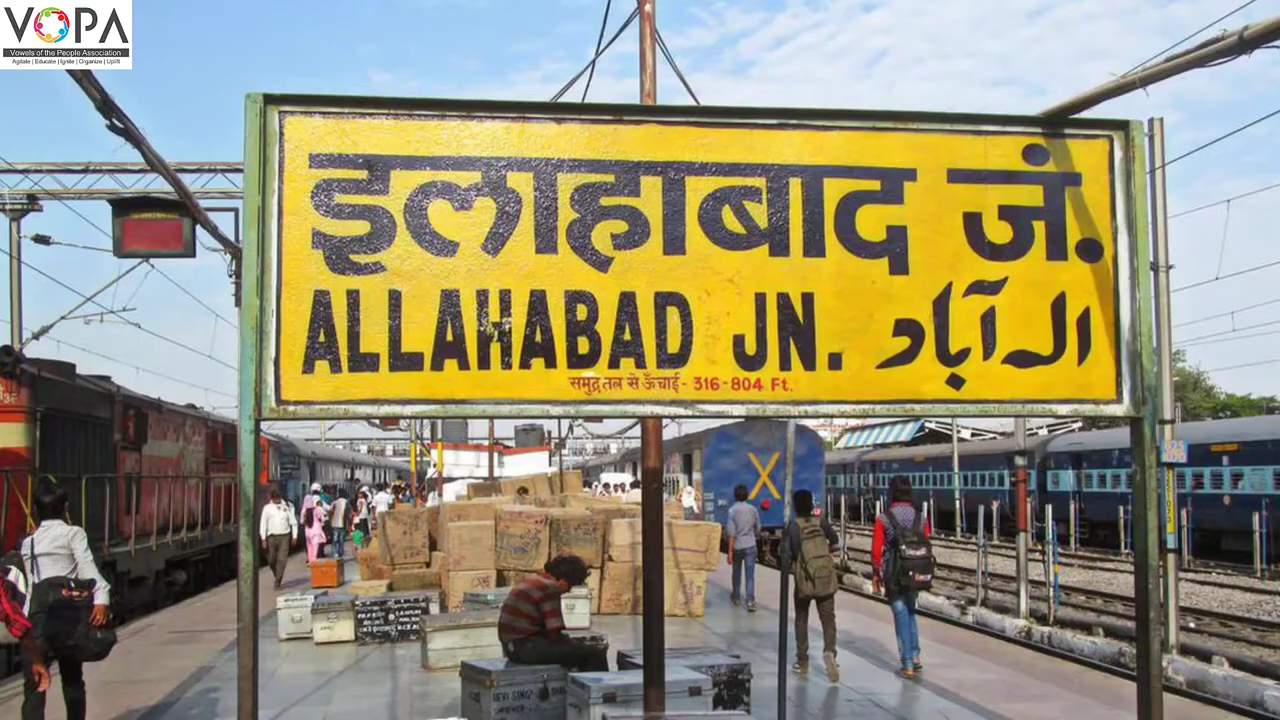 VOPA
Vowels of the People Association
Agitate | Educate | Ignite | Organize | Uplift
इलाहाबाद जं.
ALLAHABAD JN. الہ آباد
समुद्र तल से ऊँचाई - 316-804 Ft.
X